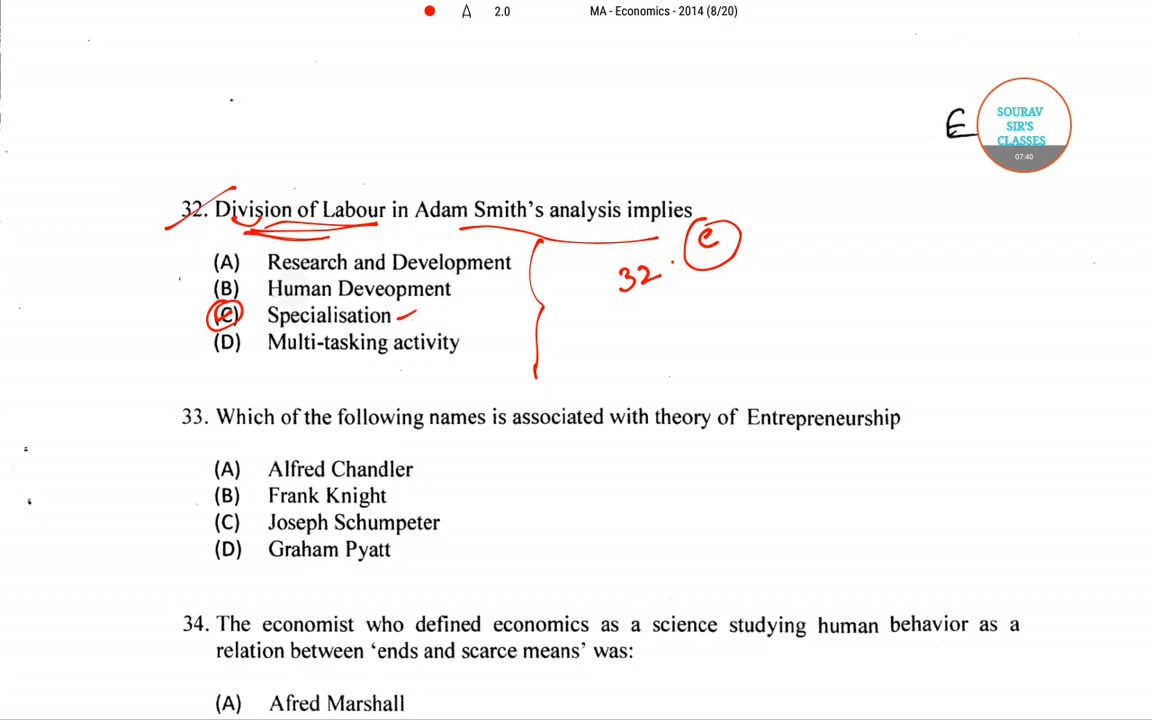 2.0 MA - Economics - 2014 (8/20)
E
SOURAV
SIR'S
CLASSES
07:40
32. Division of Labour in Adam Smith's analysis implies
(A) Research and Development
(B) Human Deveopment
(C) Specialisation
(D) Multi-tasking activity
32. C
33. Which of the following names is associated with theory of Entrepreneurship
(A) Alfred Chandler
(B) Frank Knight
(C) Joseph Schumpeter
(D) Graham Pyatt
34. The economist who defined economics as a science studying human behavior as a
relation between ‘ends and scarce means’ was:
(A) Afred Marshall